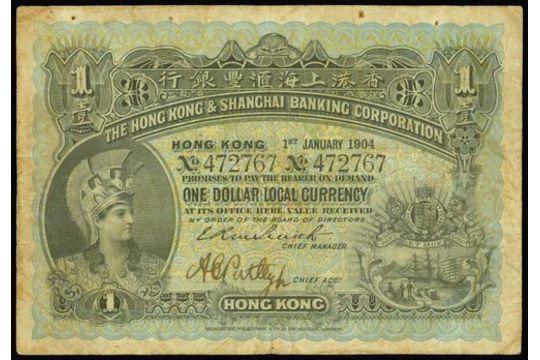 1 行銀豐滙海上港香 1
壹 壹
THE HONG KONG & SHANGHAI BANKING CORPORATION
HONG KONG 1ST JANUARY 1904
No 472767 No 472767
PROMISES TO PAY THE BEARER ON DEMAND
ONE DOLLAR LOCAL CURRENCY
AT ITS OFFICE HERE, VALUE RECEIVED
BY ORDER OF THE BOARD OF DIRECTORS
CHIEF MANAGER
CHIEF ACCT
1 HONG KONG